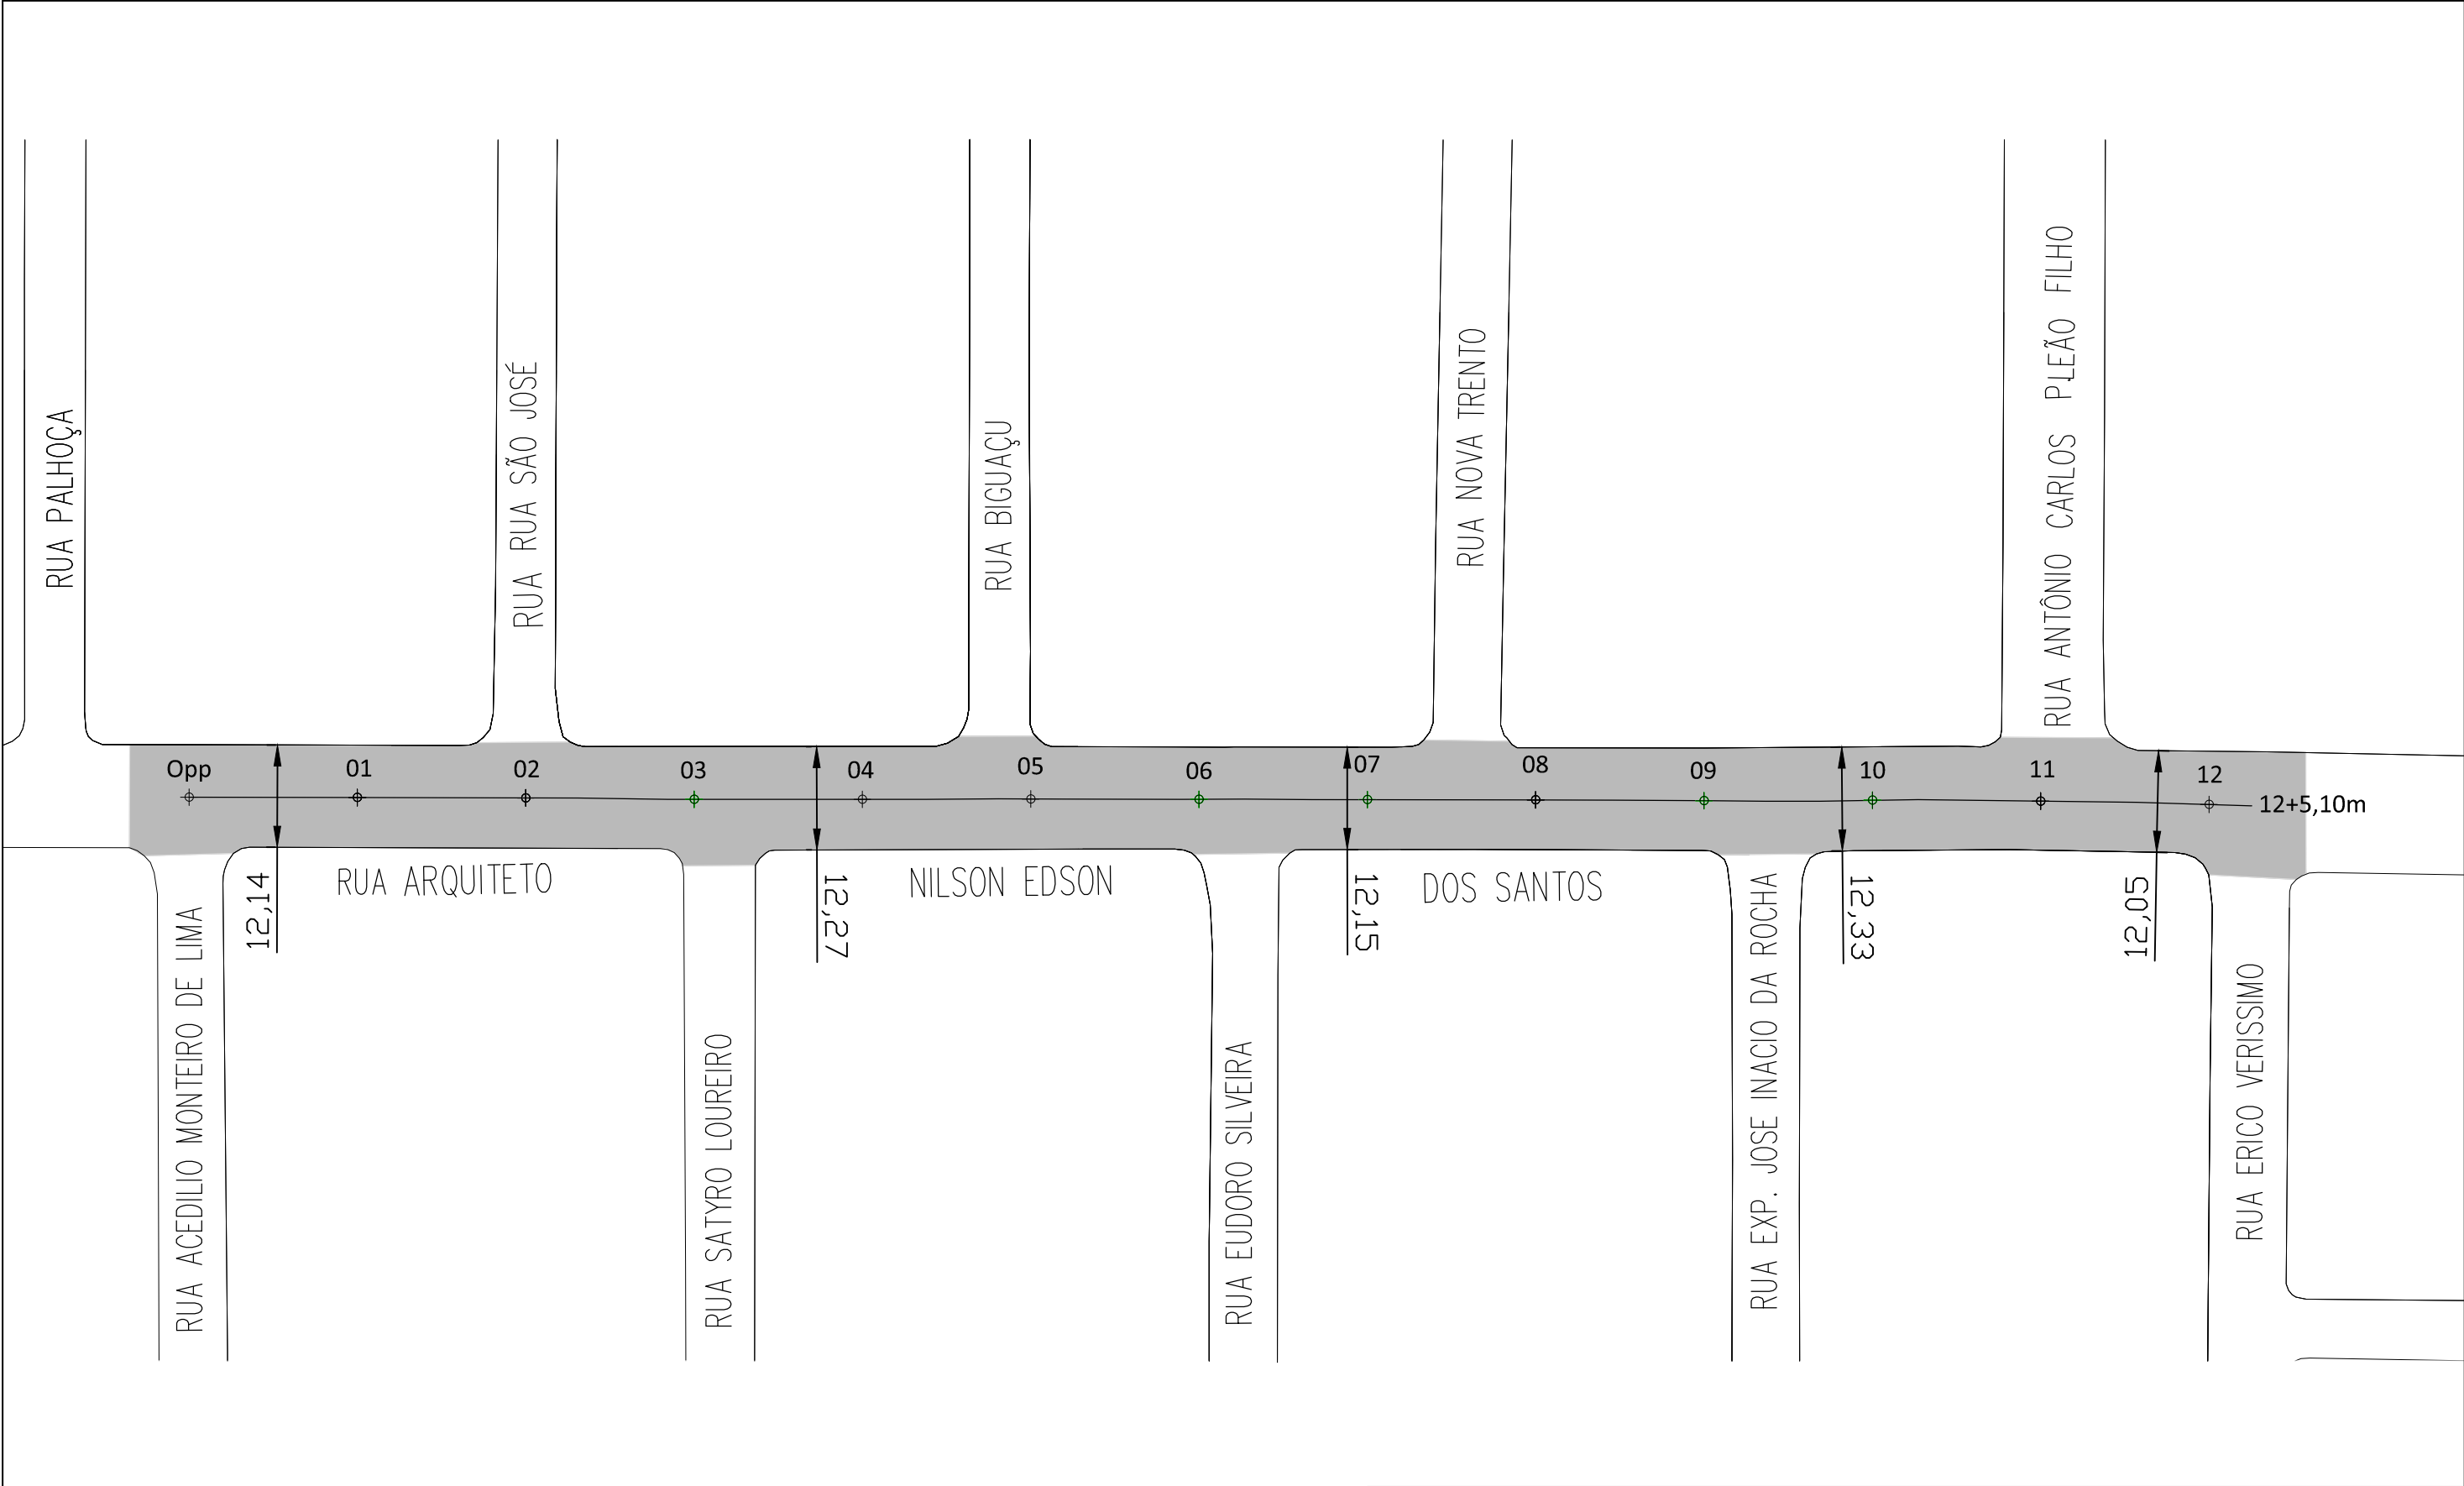 RUA PALHOÇA
RUA RUA SÃO JOSÉ
RUA BIGUAÇU
RUA NOVA TRENTO
RUA ANTÔNIO CARLOS P.LEÃO FILHO
Opp
01
02
03
04
05
06
07
08
09
10
11
12
12+5,10m
12,14
RUA ARQUITETO
12,27
NILSON EDSON
12,15
DOS SANTOS
12,33
12,05
RUA ACEDILIO MONTEIRO DE LIMA
RUA SATYRO LOUREIRO
RUA EUDORO SILVEIRA
RUA EXP. JOSE INACIO DA ROCHA
RUA ERICO VERISSIMO